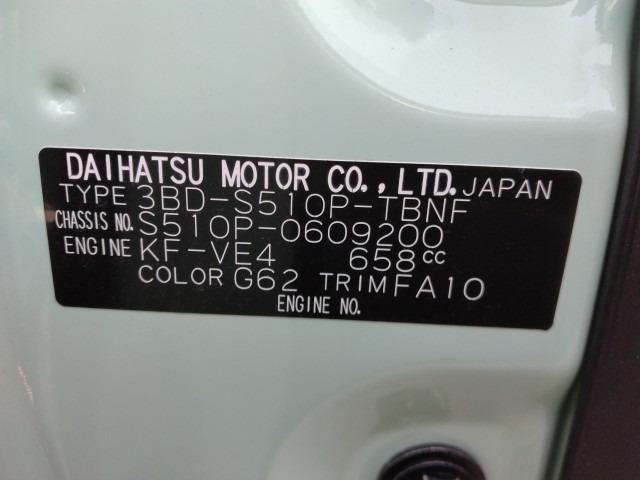 DAIHATSU MOTOR CO.,LTD. JAPAN
TYPE 3BD-S510P-TBNF
CHASSIS NO. S510P-0609200
ENGINE KF-VE4 658cc
COLOR G62 TRIM FA10
ENGINE NO.